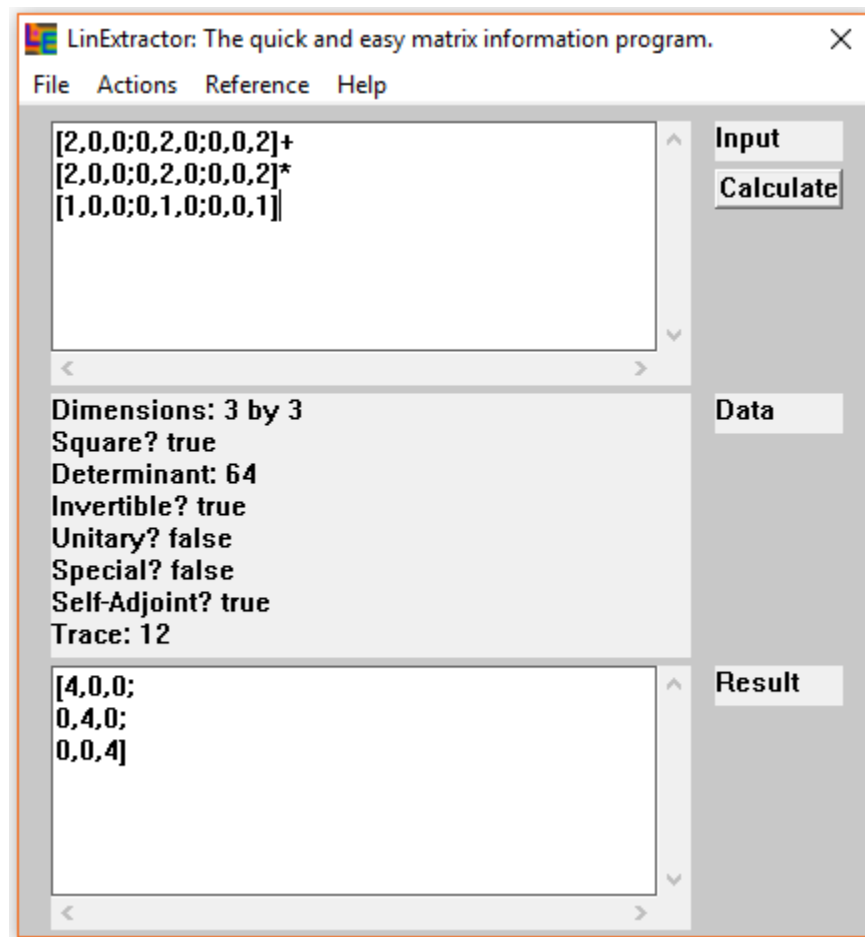 LinExtractor: The quick and easy matrix information program.
File Actions Reference Help
[2,0,0;0,2,0;0,0,2]+
[2,0,0;0,2,0;0,0,2]*
[1,0,0;0,1,0;0,0,1]
Input
Calculate
Dimensions: 3 by 3
Square? true
Determinant: 64
Invertible? true
Unitary? false
Special? false
Self-Adjoint? true
Trace: 12
Data
[4,0,0;
0,4,0;
0,0,4]
Result